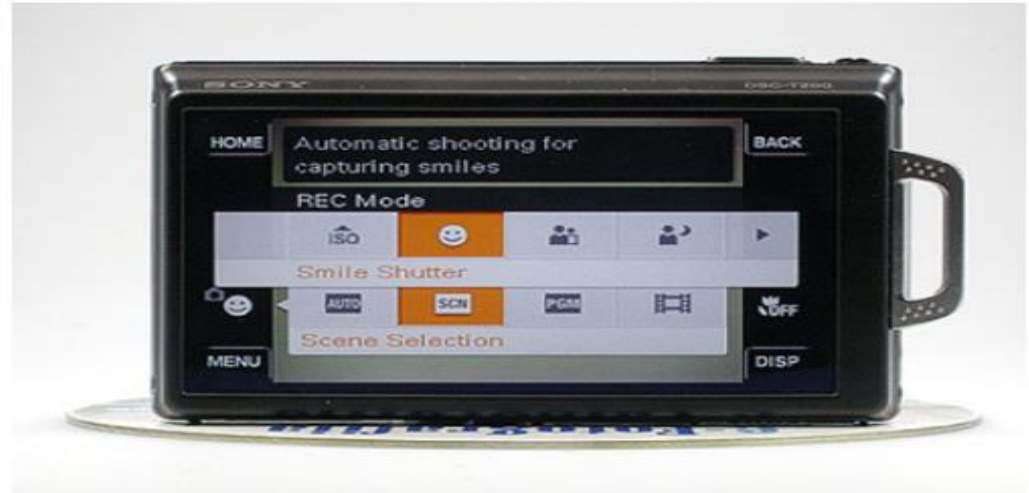 SONY
DSC-T200
HOME
Automatic shooting for
capturing smiles
BACK
REC Mode
ISO
Smile Shutter
AUTO
SCN
PGM
OFF
Scene Selection
MENU
DISP